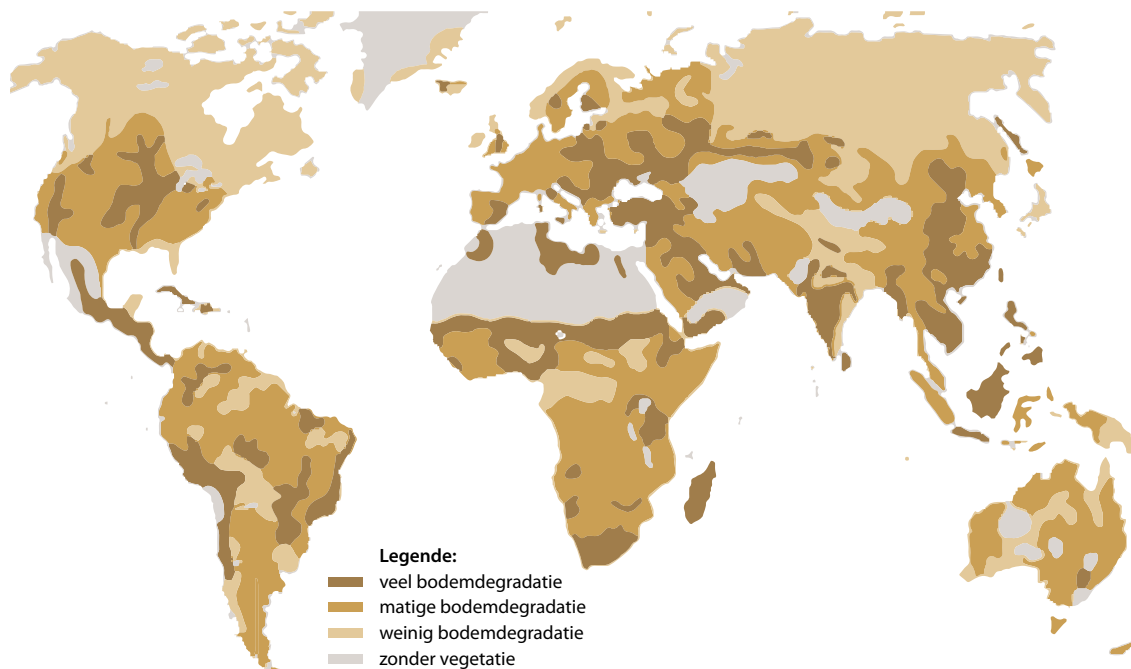 Legende:
veel bodemdegradatie
matige bodemdegradatie
weinig bodemdegradatie
zonder vegetatie